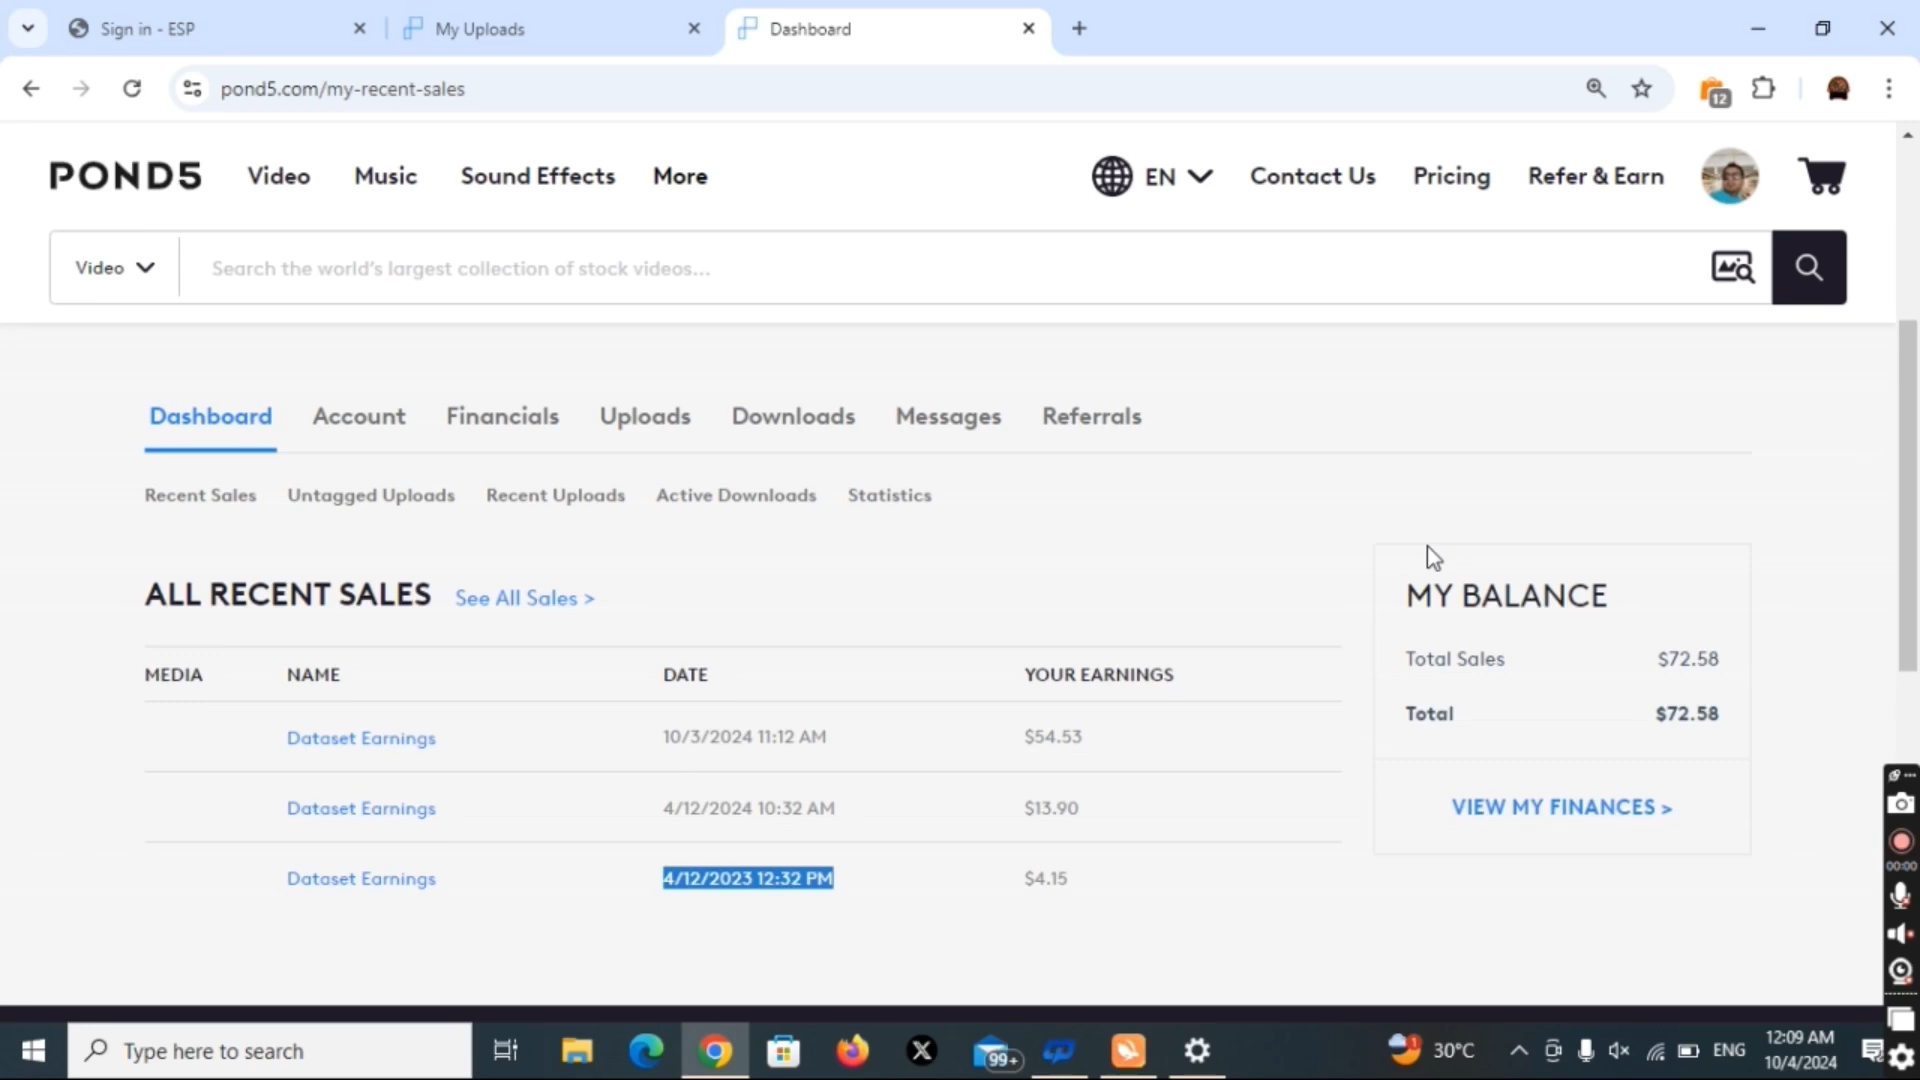 Sign in - ESP
My Uploads
Dashboard
pond5.com/my-recent-sales
12
POND5
Video
Music
Sound Effects
More
EN
Contact Us
Pricing
Refer & Earn
Video
Search the world's largest collection of stock videos...
Dashboard
Account
Financials
Uploads
Downloads
Messages
Referrals
Recent Sales
Untagged Uploads
Recent Uploads
Active Downloads
Statistics
ALL RECENT SALES
See All Sales >
MEDIA NAME DATE YOUR EARNINGS
Dataset Earnings 10/3/2024 11:12 AM $54.53
Dataset Earnings 4/12/2024 10:32 AM $13.90
Dataset Earnings 4/12/2023 12:32 PM $4.15
MY BALANCE
Total Sales $72.58
Total $72.58
VIEW MY FINANCES >
00:00
Type here to search
99+
30°C
ENG
12:09 AM
10/4/2024